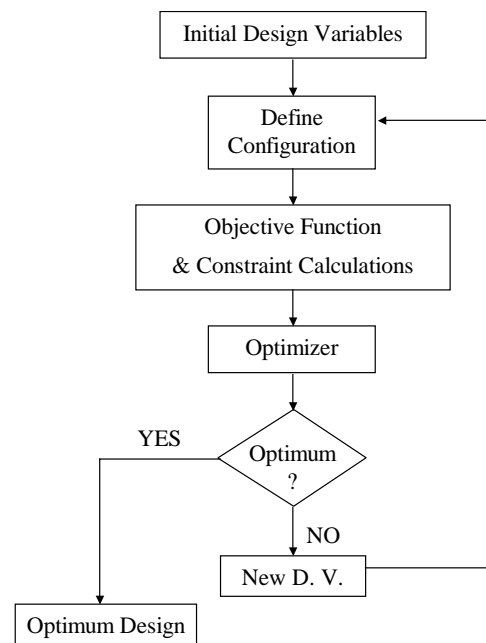 Initial Design Variables
Define
Configuration
Objective Function
& Constraint Calculations
Optimizer
YES
Optimum
?
NO
New D. V.
Optimum Design